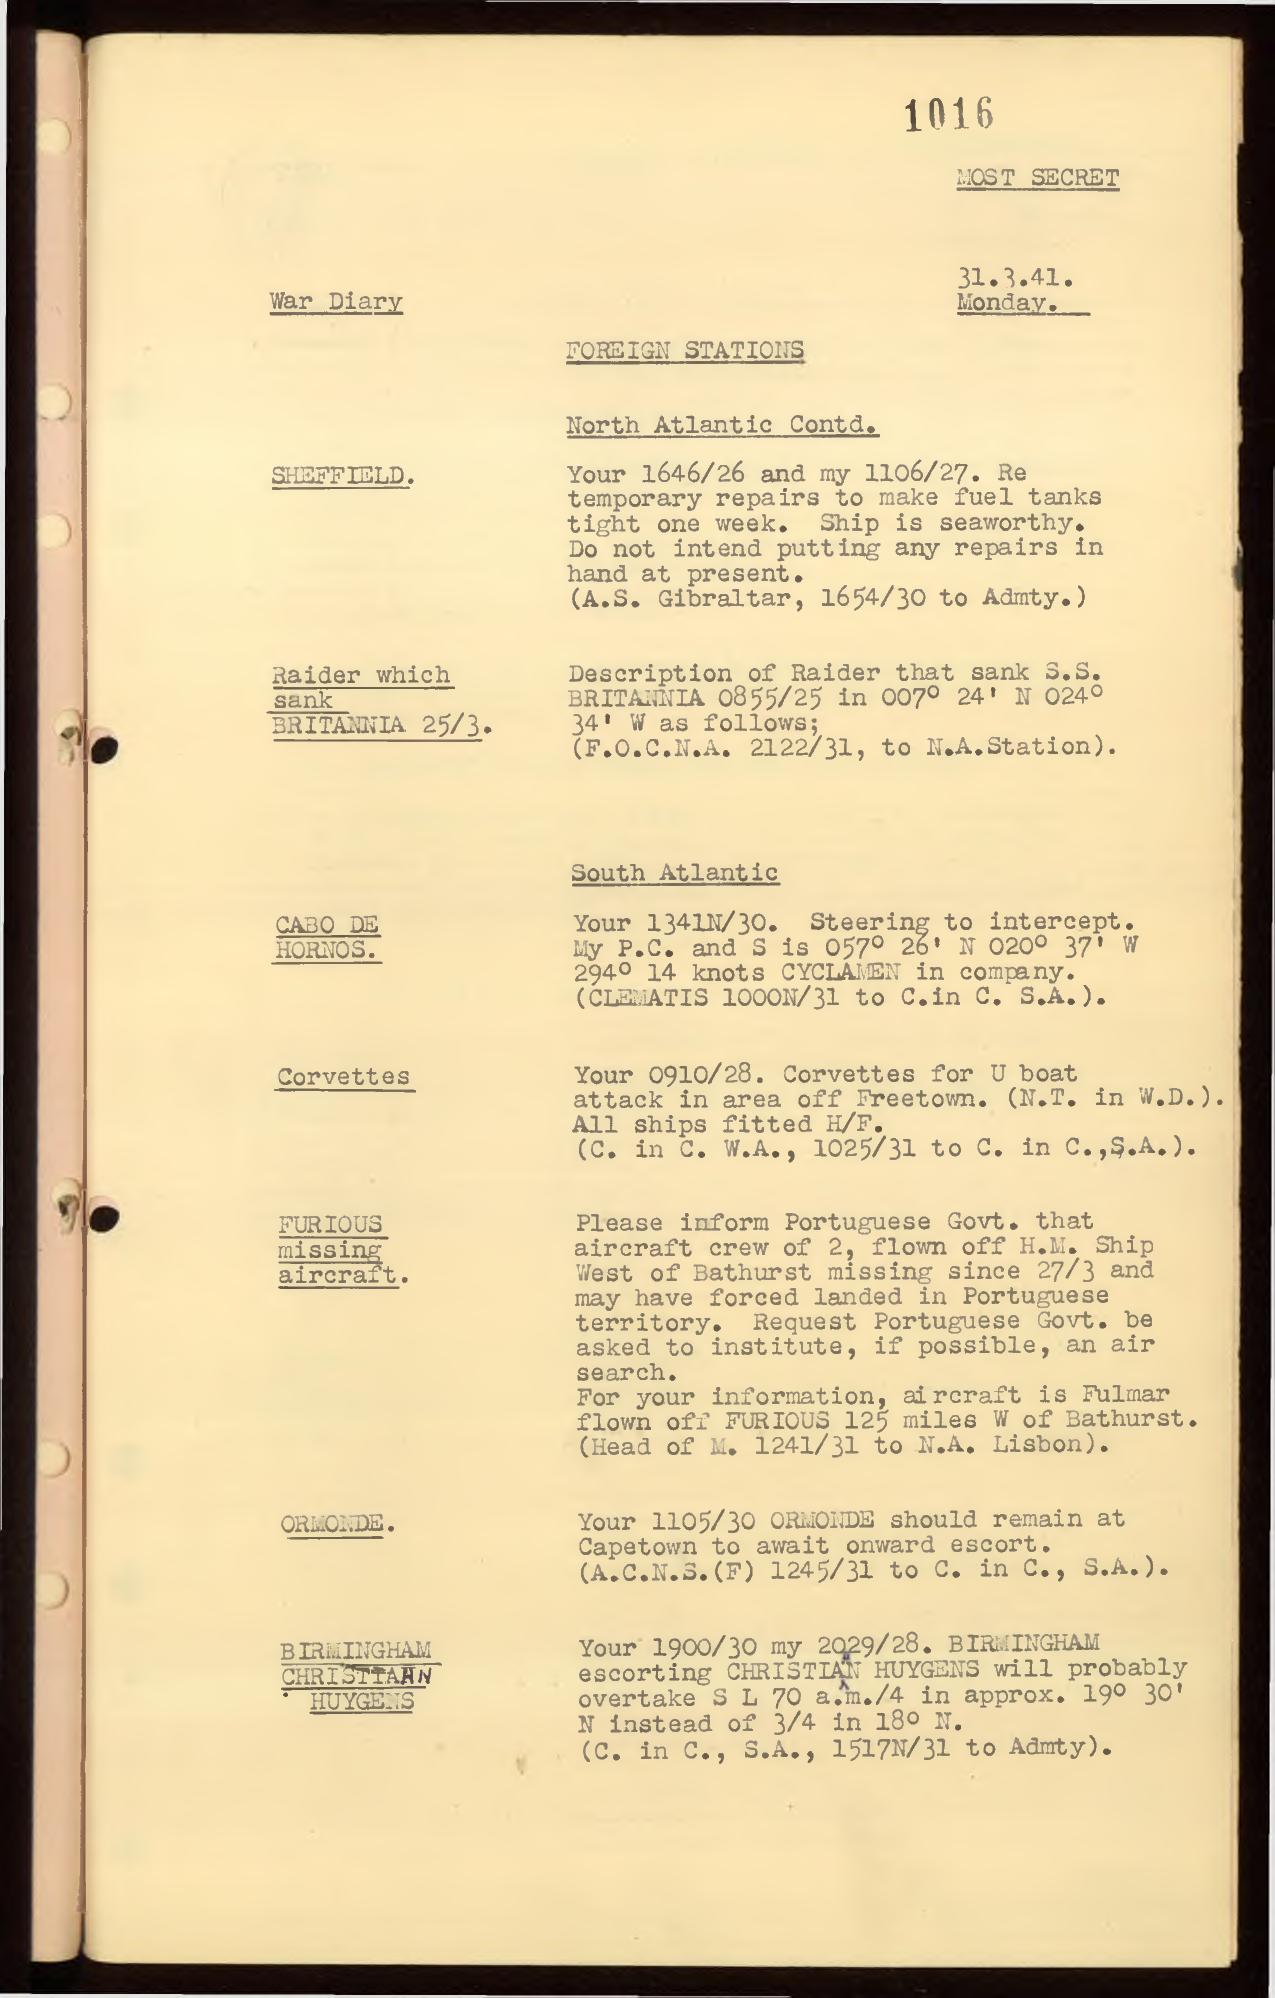 1016
MOST SECRET
31.3.41.
Monday.
War Diary
FOREIGN STATIONS
North Atlantic Contd.
SHEFFIELD.
Your 1646/26 and my 1106/27. Re
temporary repairs to make fuel tanks
tight one week. Ship is seaworthy.
Do not intend putting any repairs in
hand at present.
(A.S. Gibraltar, 1654/30 to Admty.)
Raider which
sank
BRITANNIA 25/3.
Description of Raider that sank S.S.
BRITANNIA 0855/25 in 007° 24' N 024°
34' W as follows;
(F.O.C.N.A. 2122/31, to N.A.Station).
South Atlantic
CABO DE
HORNOS.
Your 1341N/30. Steering to intercept.
My P.C. and S is 057° 26' N 020° 37' W
294° 14 knots CYCLAMEN in company.
(CLEMATIS 1000N/31 to C.in C. S.A.).
Corvettes
Your 0910/28. Corvettes for U boat
attack in area off Freetown. (N.T. in W.D.).
All ships fitted H/F.
(C. in C. W.A., 1025/31 to C. in C.,S.A.).
FURIOUS
missing
aircraft.
Please inform Portuguese Govt. that
aircraft crew of 2, flown off H.M. Ship
West of Bathurst missing since 27/3 and
may have forced landed in Portuguese
territory. Request Portuguese Govt. be
asked to institute, if possible, an air
search.
For your information, aircraft is Fulmar
flown off FURIOUS 125 miles W of Bathurst.
(Head of M. 1241/31 to N.A. Lisbon).
ORMONDE.
Your 1105/30 ORMONDE should remain at
Capetown to await onward escort.
(A.C.N.S.(F) 1245/31 to C. in C., S.A.).
BIRMINGHAM
CHRISTIAAN
HUYGENS
Your 1900/30 my 2029/28. BIRMINGHAM
escorting CHRISTIAAN HUYGENS will probably
overtake S L 70 a.m./4 in approx. 19° 30'
N instead of 3/4 in 18° N.
(C. in C., S.A., 1517N/31 to Admty).